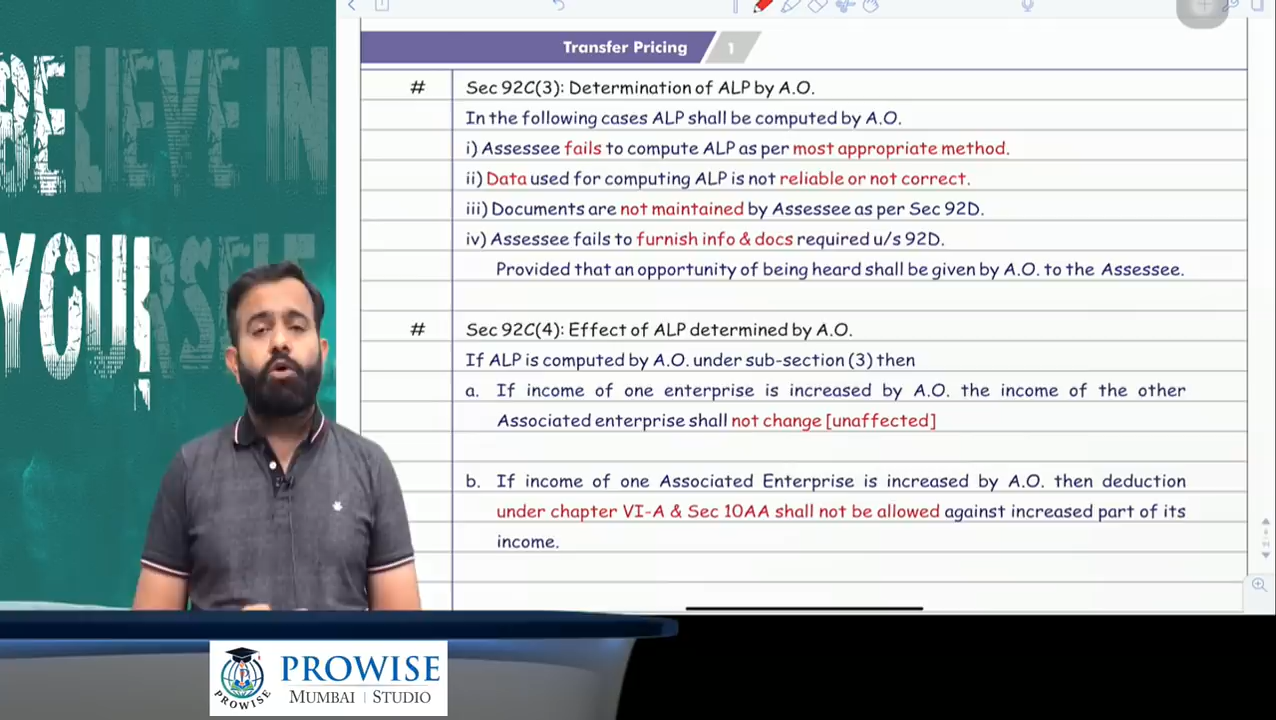 BELIEVE IN
YOURSELF
Transfer Pricing 1
# Sec 92C(3): Determination of ALP by A.O.
In the following cases ALP shall be computed by A.O.
i) Assessee fails to compute ALP as per most appropriate method.
ii) Data used for computing ALP is not reliable or not correct.
iii) Documents are not maintained by Assessee as per Sec 92D.
iv) Assessee fails to furnish info & docs required u/s 92D.
Provided that an opportunity of being heard shall be given by A.O. to the Assessee.
# Sec 92C(4): Effect of ALP determined by A.O.
If ALP is computed by A.O. under sub-section (3) then
a. If income of one enterprise is increased by A.O. the income of the other
Associated enterprise shall not change [unaffected]
b. If income of one Associated Enterprise is increased by A.O. then deduction
under chapter VI-A & Sec 10AA shall not be allowed against increased part of its
income.
PROWISE
PROWISE
MUMBAI | STUDIO